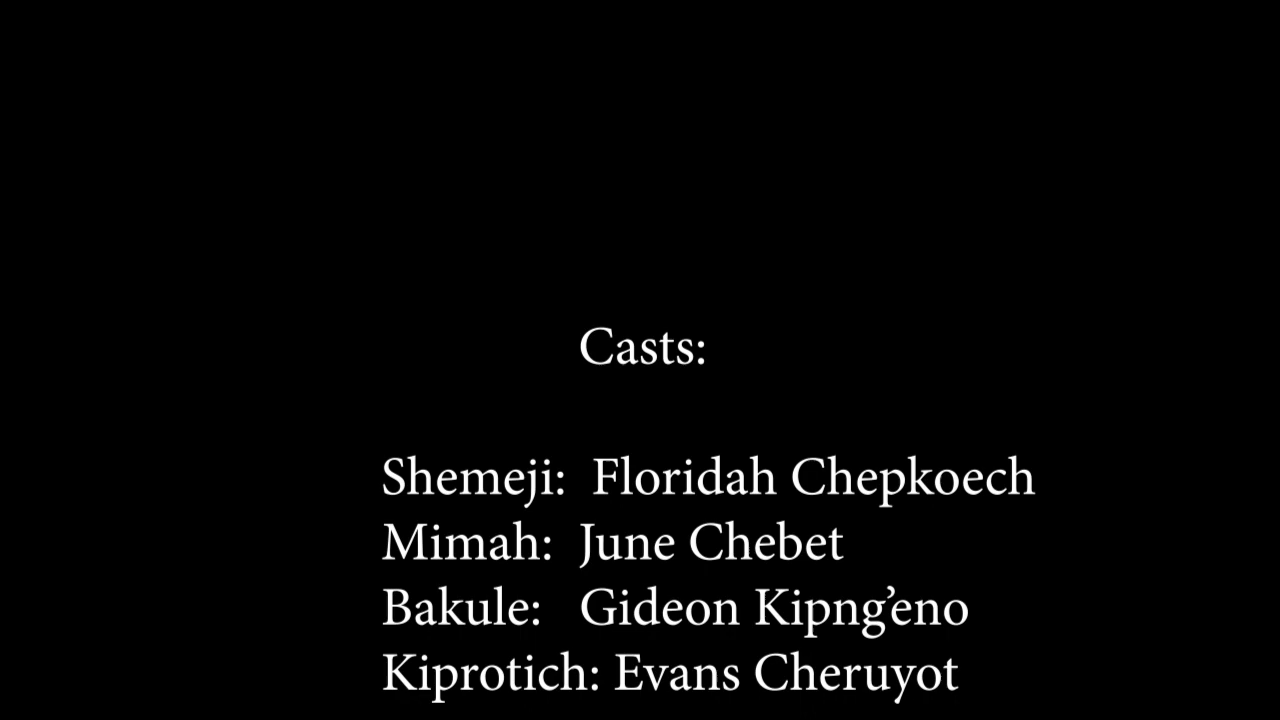 Casts:
Shemeji: Floridah Chepkoech
Mimah: June Chebet
Bakule: Gideon Kipng’eno
Kiprotich: Evans Cheruyot